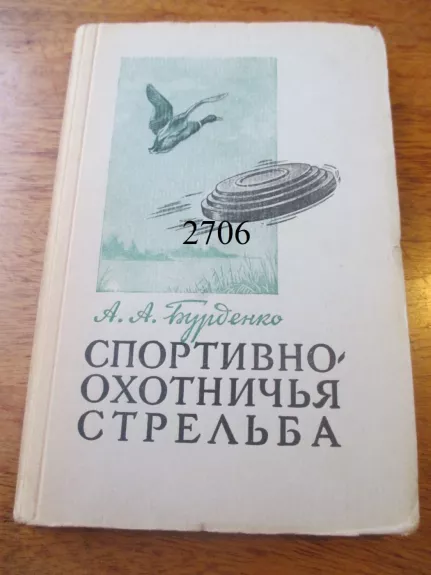 2706
А. А. Бурденко
СПОРТИВНО-
ОХОТНИЧЬЯ
СТРЕЛЬБА